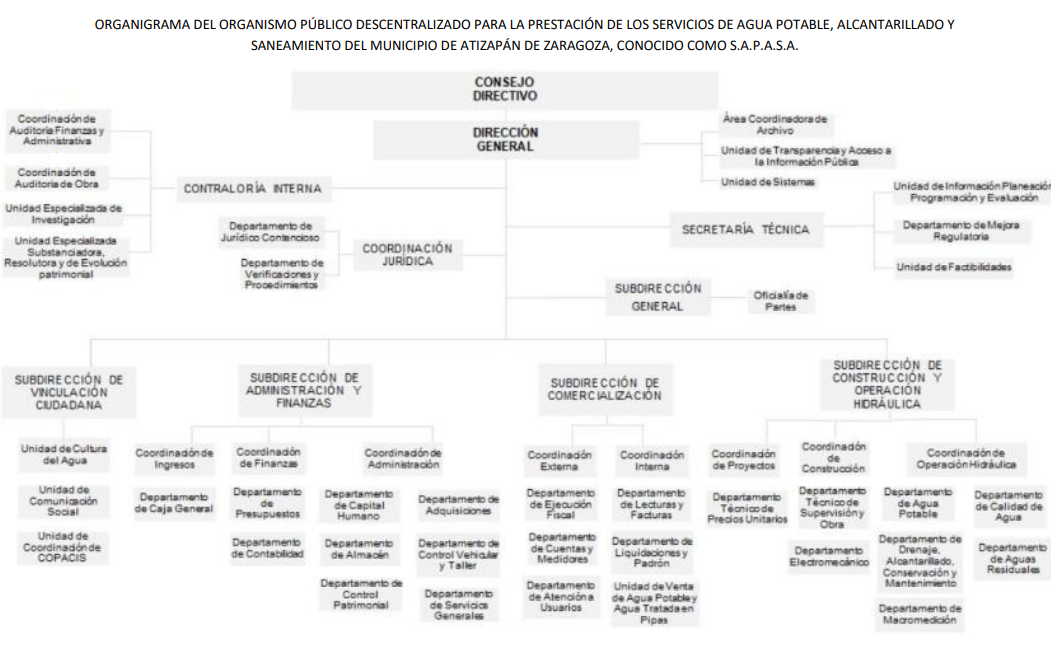 ORGANIGRAMA DEL ORGANISMO PÚBLICO DESCENTRALIZADO PARA LA PRESTACIÓN DE LOS SERVICIOS DE AGUA POTABLE, ALCANTARILLADO Y
SANEAMIENTO DEL MUNICIPIO DE ATIZAPÁN DE ZARAGOZA, CONOCIDO COMO S.A.P.A.S.A.
CONSEJO
DIRECTIVO
DIRECCIÓN
GENERAL
Coordinación de
Auditoria Finanzas y
Administrativa
Coordinación de
Auditoria de Obra
Unidad Especializada de
Investigación
Unidad Especializada
Substanciadora,
Resolutora y de Evolución
patrimonial
CONTRALORÍA INTERNA
Área Coordinadora de
Archivo
Unidad de Transparencia y Acceso a
la Información Pública
Unidad de Sistemas
Departamento de
Jurídico Contencioso
Departamento de
Verificaciones y
Procedimientos
COORDINACIÓN
JURÍDICA
SECRETARÍA TÉCNICA
Unidad de Información Planeación
Programación y Evaluación
Departamento de Mejora
Regulatoria
Unidad de Factibilidades
SUBDIRECCIÓN
GENERAL
Oficialía de
Partes
SUBDIRECCIÓN DE
VINCULACIÓN
CIUDADANA
Unidad de Cultura
del Agua
Unidad de
Comunicación
Social
Unidad de
Coordinación de
COPACIS
SUBDIRECCIÓN DE
ADMINISTRACIÓN Y
FINANZAS
Coordinación de
Ingresos
Departamento
de Caja General
Coordinación
de Finanzas
Departamento
de
Presupuestos
Departamento
de Contabilidad
Coordinación
de
Administración
Departamento
de Capital
Humano
Departamento
de Almacén
Departamento de
Control
Patrimonial
Departamento de
Adquisiciones
Departamento de
Control Vehicular
y Taller
Departamento
de Servicios
Generales
SUBDIRECCIÓN DE
COMERCIALIZACIÓN
Coordinación
Externa
Departamento
de Ejecución
Fiscal
Departamento
de Cuentas y
Medidores
Departamento
de Atención a
Usuarios
Coordinación
Interna
Departamento
de Lecturas y
Facturas
Departamento de
Liquidaciones y
Padrón
Unidad de Venta
de Agua Potable y
Agua Tratada en
Pipas
SUBDIRECCIÓN DE
CONSTRUCCIÓN Y
OPERACIÓN
HIDRÁULICA
Coordinación
de Proyectos
Departamento
Técnico de
Precios Unitarios
Coordinación
de
Construcción
Departamento
Técnico de
Supervisión y
Obra
Departamento
Electromecánico
Coordinación de
Operación Hidráulica
Departamento
de Agua
Potable
Departamento de
Drenaje,
Alcantarillado,
Conservación y
Mantenimiento
Departamento de
Macromedición
Departamento
de Calidad de
Agua
Departamento
de Aguas
Residuales